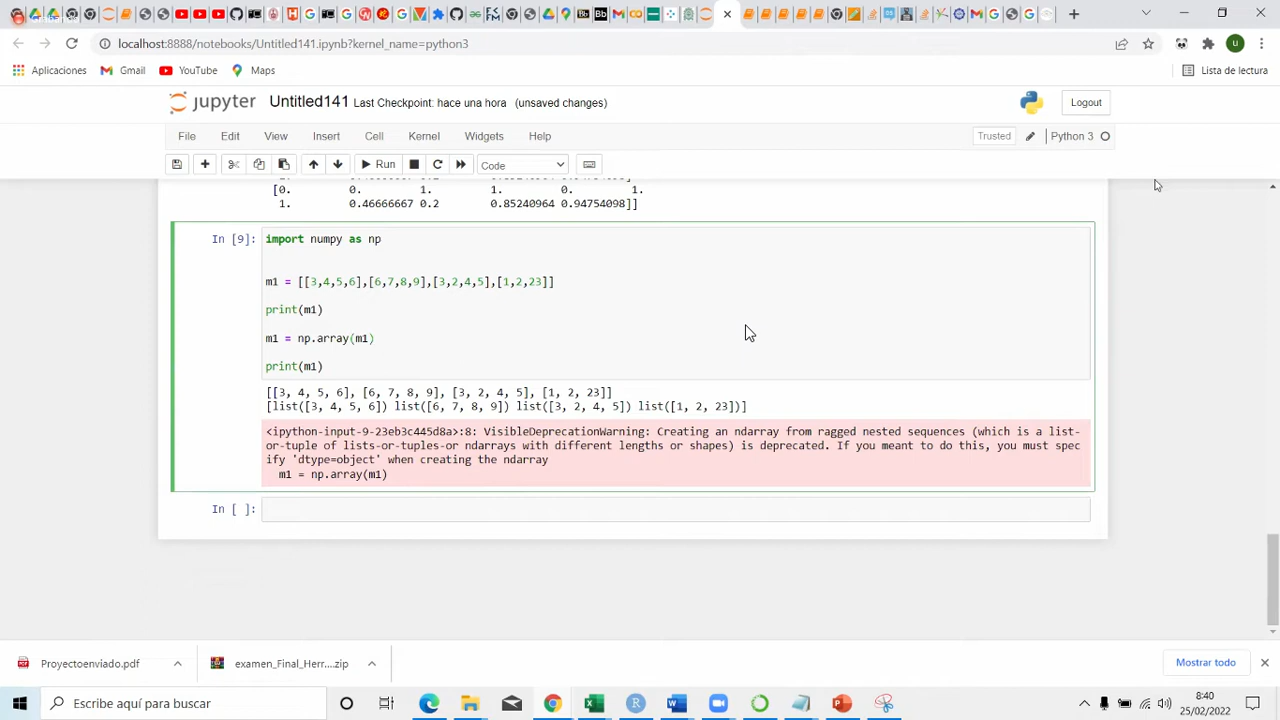 localhost:8888/notebooks/Untitled141.ipynb?kernel_name=python3
Aplicaciones Gmail YouTube Maps Lista de lectura
jupyter Untitled141 Last Checkpoint: hace una hora (unsaved changes) Logout
File Edit View Insert Cell Kernel Widgets Help Trusted Python 3
Run Code
[0. 0. 1. 1. 0. 1.
1. 0.46666667 0.2 0.85240964 0.94754098]]
In [9]: import numpy as np
m1 = [[3,4,5,6],[6,7,8,9],[3,2,4,5],[1,2,23]]
print(m1)
m1 = np.array(m1)
print(m1)
[[3, 4, 5, 6], [6, 7, 8, 9], [3, 2, 4, 5], [1, 2, 23]]
[list([3, 4, 5, 6]) list([6, 7, 8, 9]) list([3, 2, 4, 5]) list([1, 2, 23])]
<ipython-input-9-23eb3c445d8a>:8: VisibleDeprecationWarning: Creating an ndarray from ragged nested sequences (which is a list-
or-tuple of lists-or-tuples-or ndarrays with different lengths or shapes) is deprecated. If you meant to do this, you must spec
ify 'dtype=object' when creating the ndarray
m1 = np.array(m1)
In [ ]:
Proyectoenviado.pdf examen_Final_Herr....zip Mostrar todo
Escribe aquí para buscar
8:40
25/02/2022